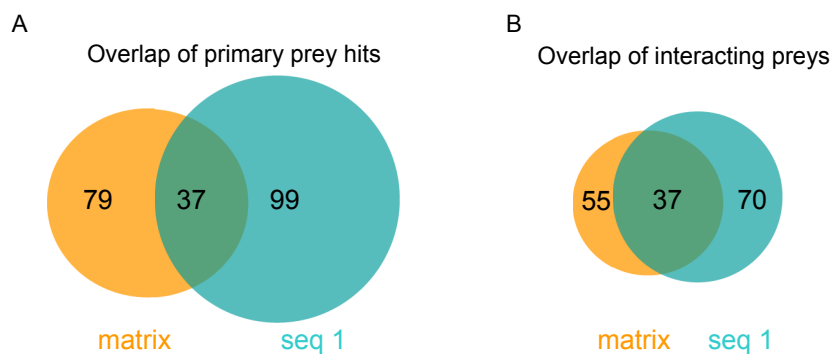 A
Overlap of primary prey hits
79 37 99
matrix seq 1
B
Overlap of interacting preys
55 37 70
matrix seq 1